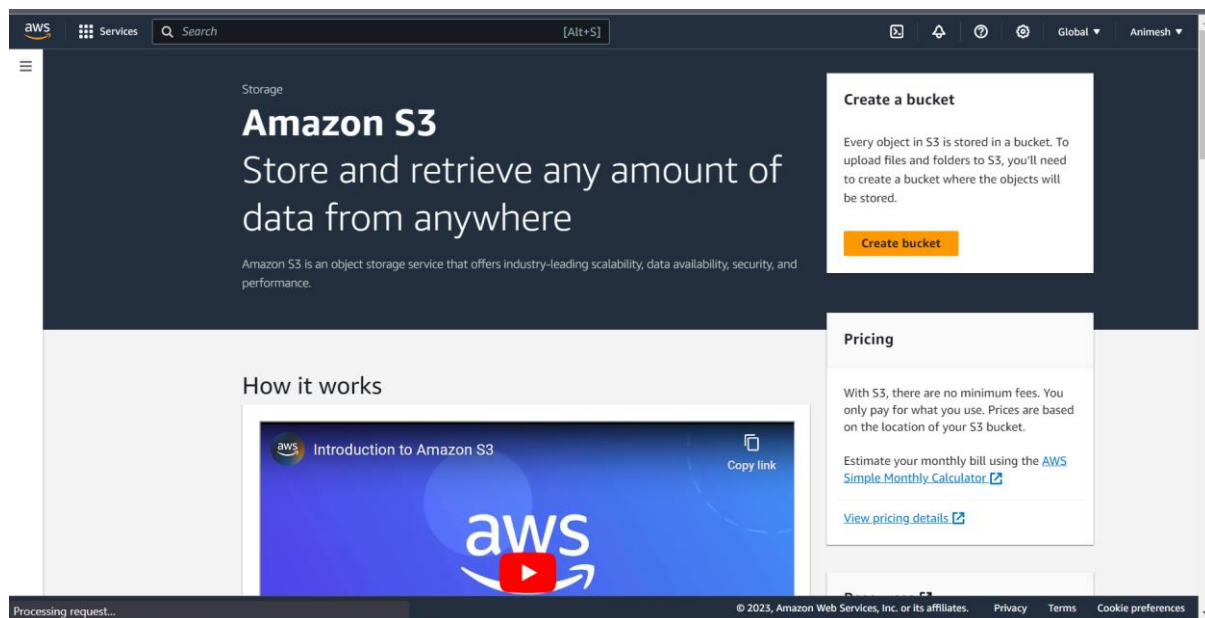 aws
Services
Search
[Alt+S]
Global
Animesh
Storage
Amazon S3
Store and retrieve any amount of
data from anywhere
Amazon S3 is an object storage service that offers industry-leading scalability, data availability, security, and
performance.
Create a bucket
Every object in S3 is stored in a bucket. To
upload files and folders to S3, you'll need
to create a bucket where the objects will
be stored.
Create bucket
Pricing
With S3, there are no minimum fees. You
only pay for what you use. Prices are based
on the location of your S3 bucket.
Estimate your monthly bill using the AWS
Simple Monthly Calculator
View pricing details
How it works
aws
Introduction to Amazon S3
Copy link
aws
Processing request...
© 2023, Amazon Web Services, Inc. or its affiliates.
Privacy
Terms
Cookie preferences